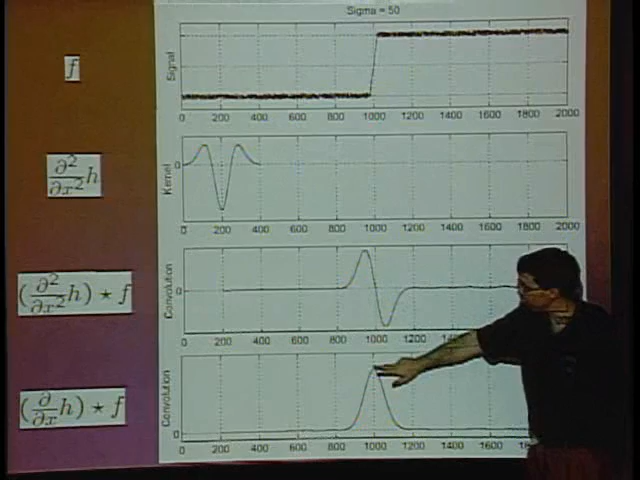 Sigma = 50
f
Signal
0 200 400 600 800 1000 1200 1400 1600 1800 2000
∂²/∂x² h
Kernel
0
0 200 400 600 800 1000 1200 1400 1600 1800 2000
(∂²/∂x² h) ⋆ f
Convolution
0
0 200 400 600 800 1000 1200 1400 1600
(∂/∂x h) ⋆ f
Convolution
0
0 200 400 600 800 1000 1200 1400 1600